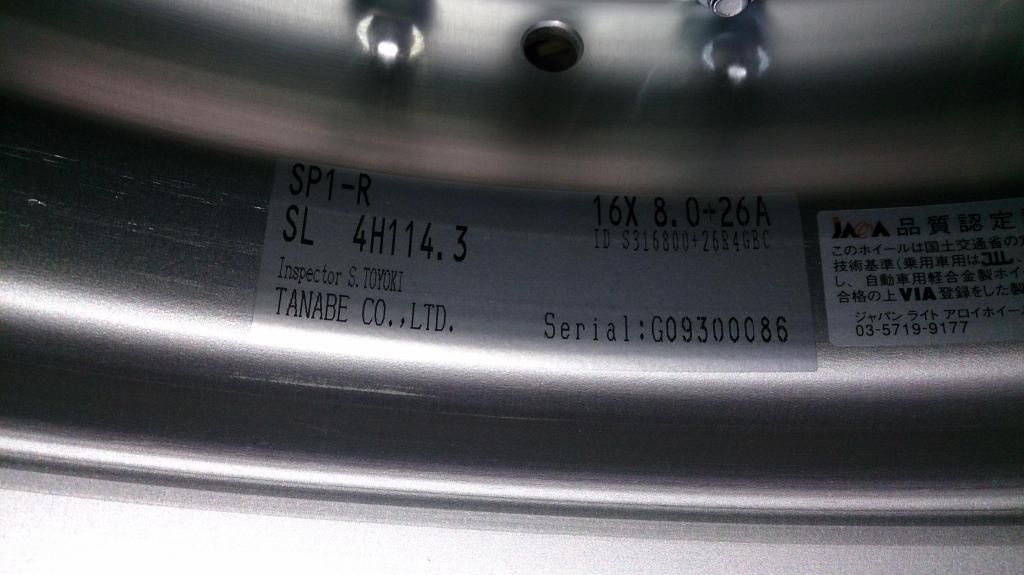 SP1-R
SL 4H114.3
Inspector S.TOYOKI
TANABE CO.,LTD.
16X 8.0+26A
ID S316800+26R4GBC
Serial:G09300086
JAWA 品質認定
このホイールは国土交通省の
技術基準(乗用車用はJWL、
し、自動車用軽合金製ホイ
合格の上VIA登録をした製
ジャパン ライト アロイホイー
03-5719-9177